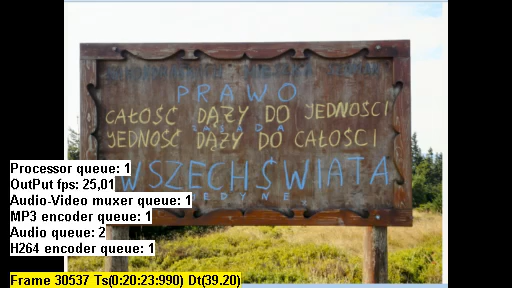 PRAWO
CAŁOŚĆ DĄŻY DO JEDNOŚCI
ZASADA
JEDNOŚĆ DĄŻY DO CAŁOŚCI
WSZECHŚWIATA
JEDYNE
Processor queue: 1
OutPut fps: 25,01
Audio-Video muxer queue: 1
MP3 encoder queue: 1
Audio queue: 2
H264 encoder queue: 1
Frame 30537 Ts(0:20:23:990) Dt(39.20)